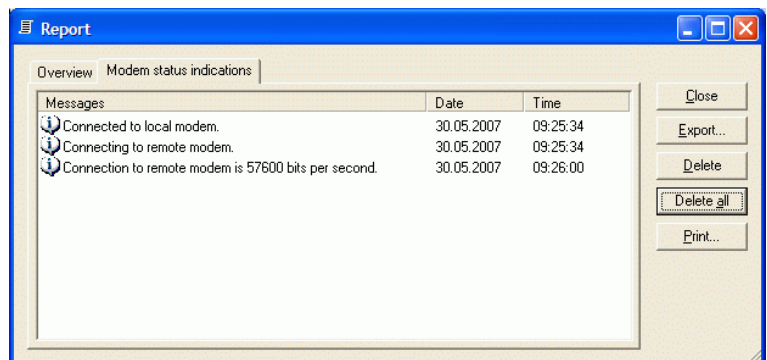 Report
Overview
Modem status indications
Messages Date Time
Connected to local modem. 30.05.2007 09:25:34
Connecting to remote modem. 30.05.2007 09:25:34
Connection to remote modem is 57600 bits per second. 30.05.2007 09:26:00
Close
Export...
Delete
Delete all
Print...